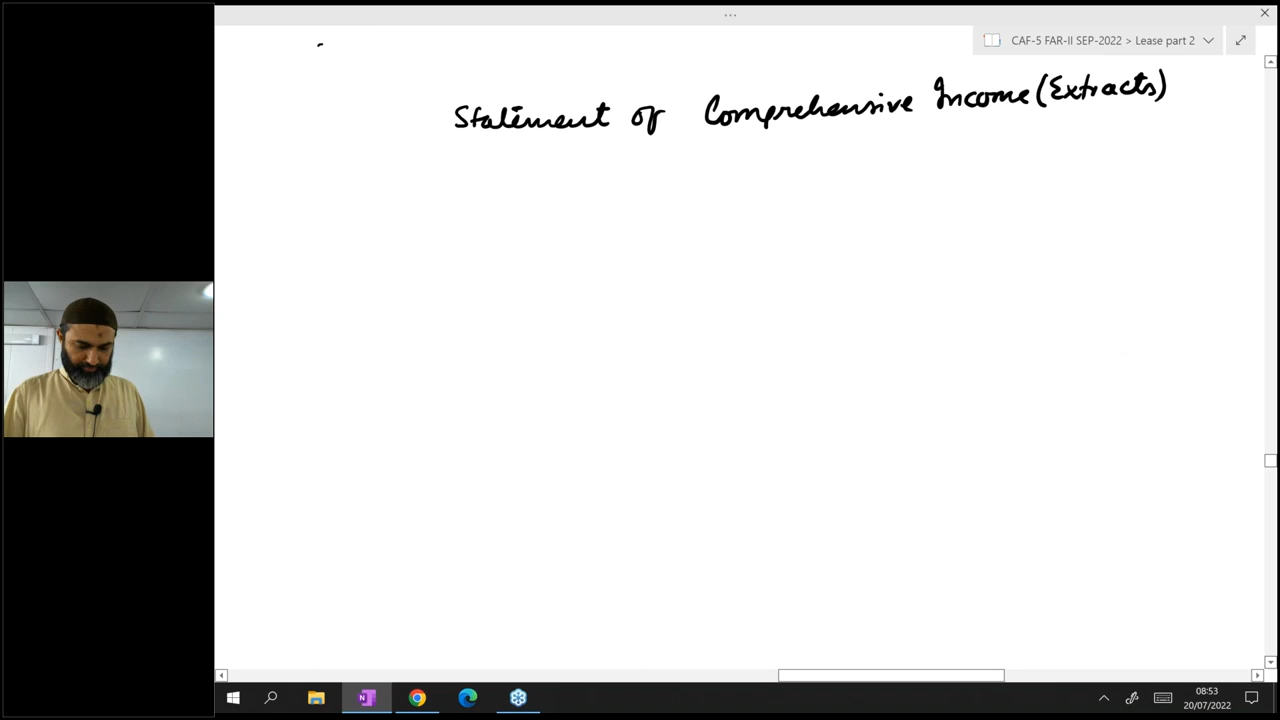 CAF-5 FAR-II SEP-2022 > Lease part 2
Statement of Comprehensive Income (Extracts)
08:53
20/07/2022